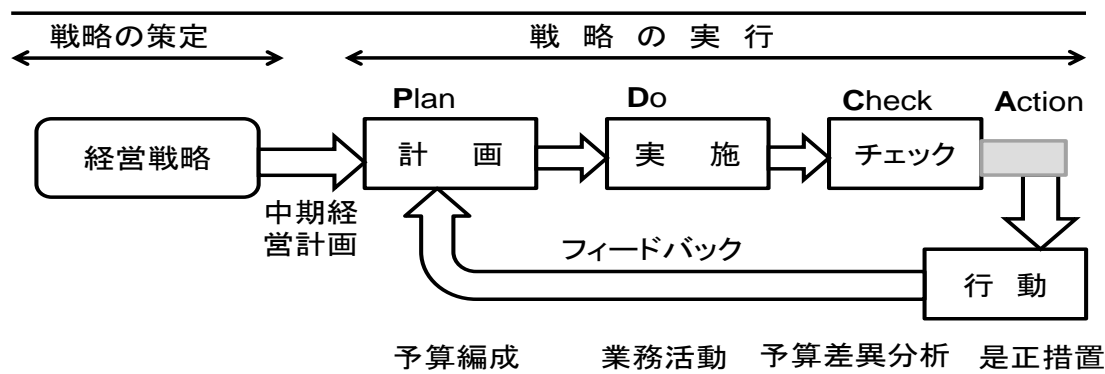 戦略の策定
戦略の実行
Plan
Do
Check
Action
経営戦略
計画
実施
チェック
中期経
営計画
フィードバック
行動
予算編成
業務活動
予算差異分析
是正措置